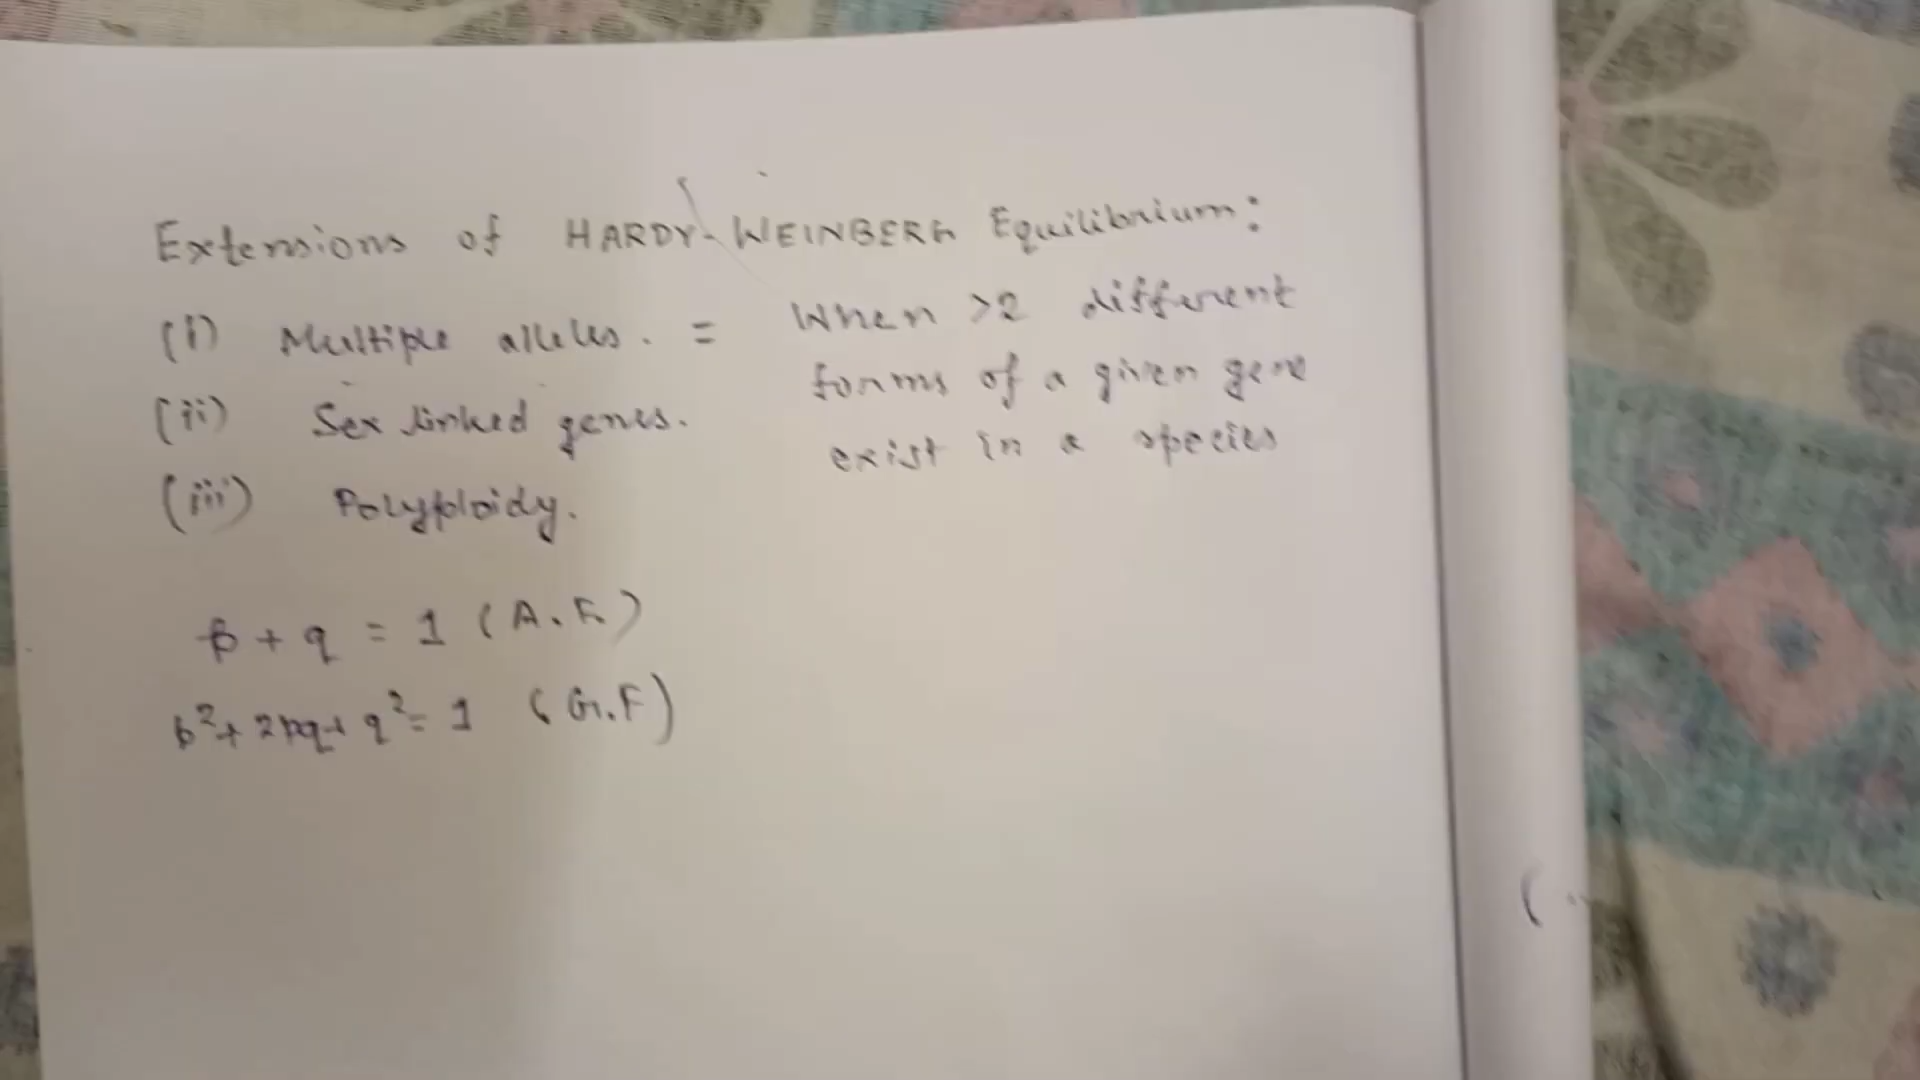 Extensions of HARDY-WEINBERG Equilibrium:
(i) Multiple alleles. = When >2 different
forms of a given gene
exist in a species
(ii) Sex linked genes.
(iii) Polyploidy.
p + q = 1 (A.F.)
p²+ 2pq+ q² = 1 (G.F)